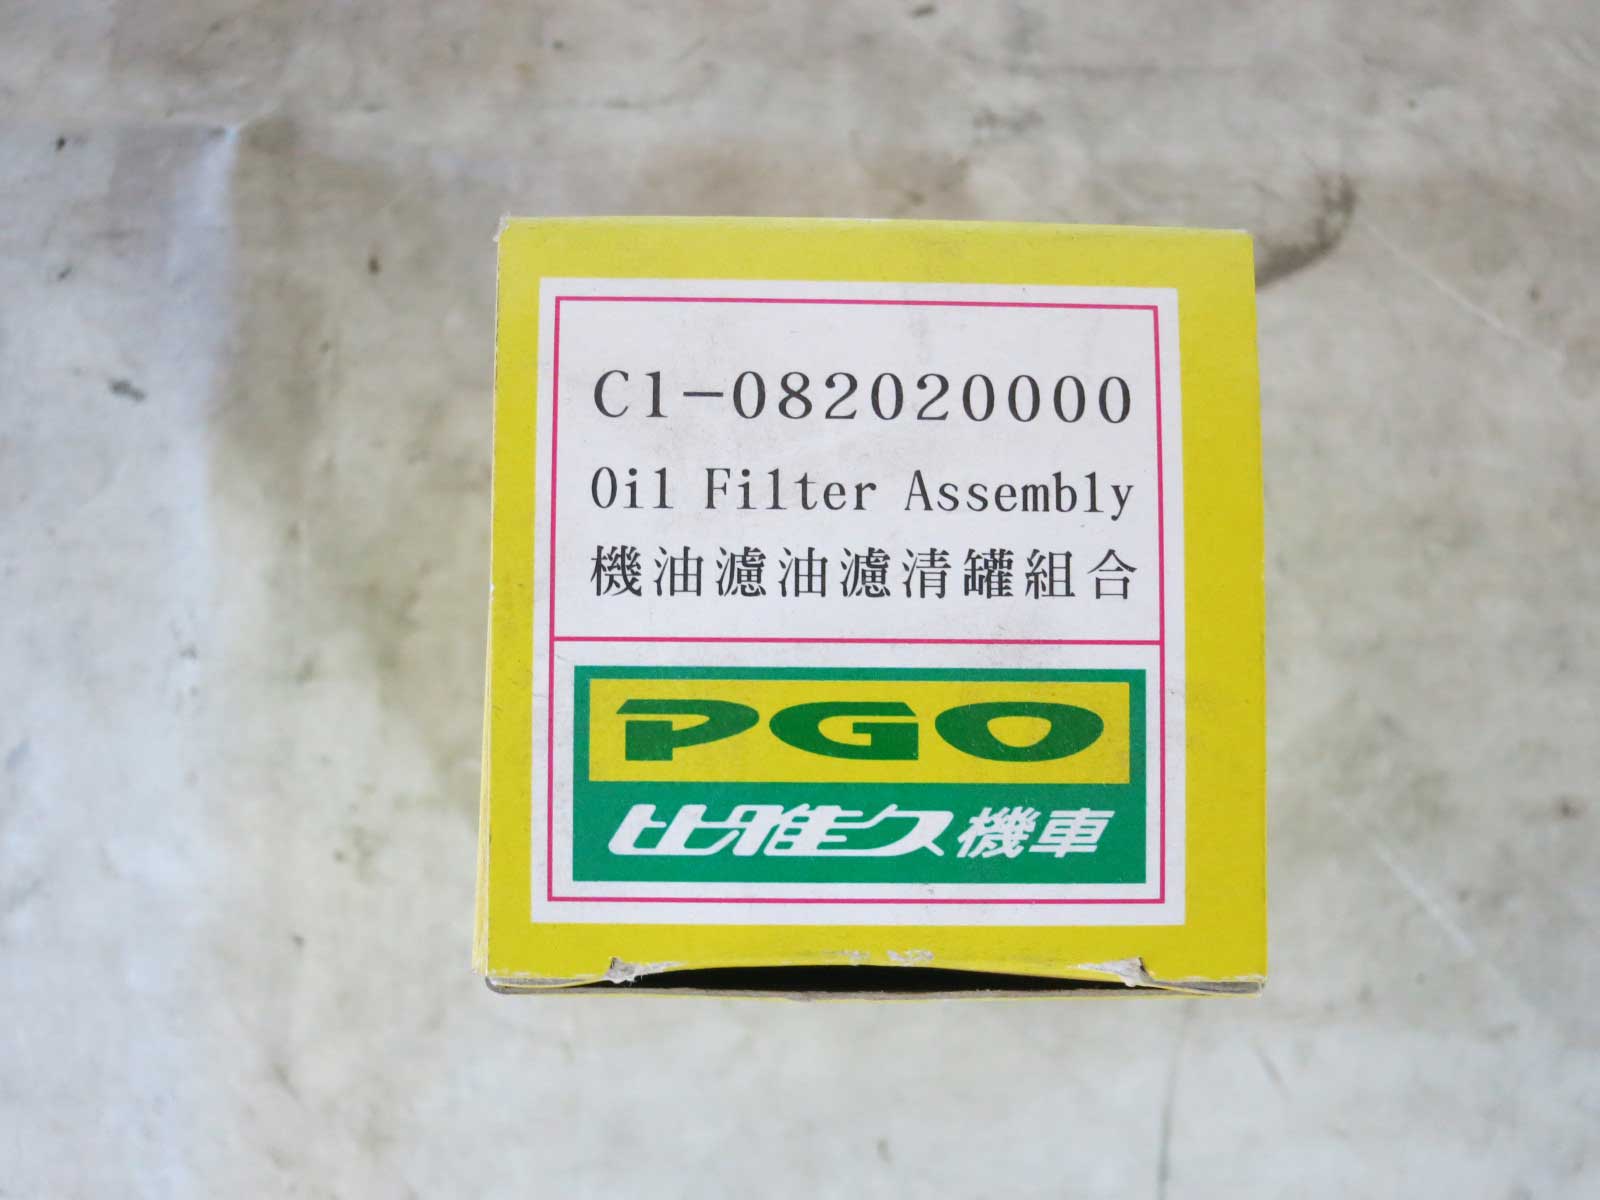 C1-082020000
Oil Filter Assembly
機油濾油濾清罐組合
PGO
比雅久機車